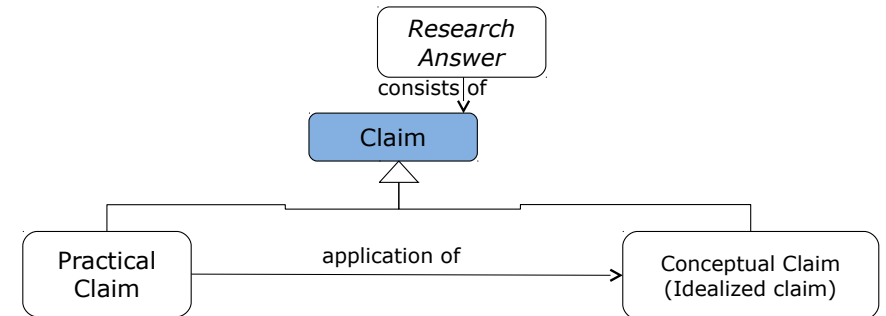 Research
Answer
consists of
Claim
Practical
Claim
application of
Conceptual Claim
(Idealized claim)